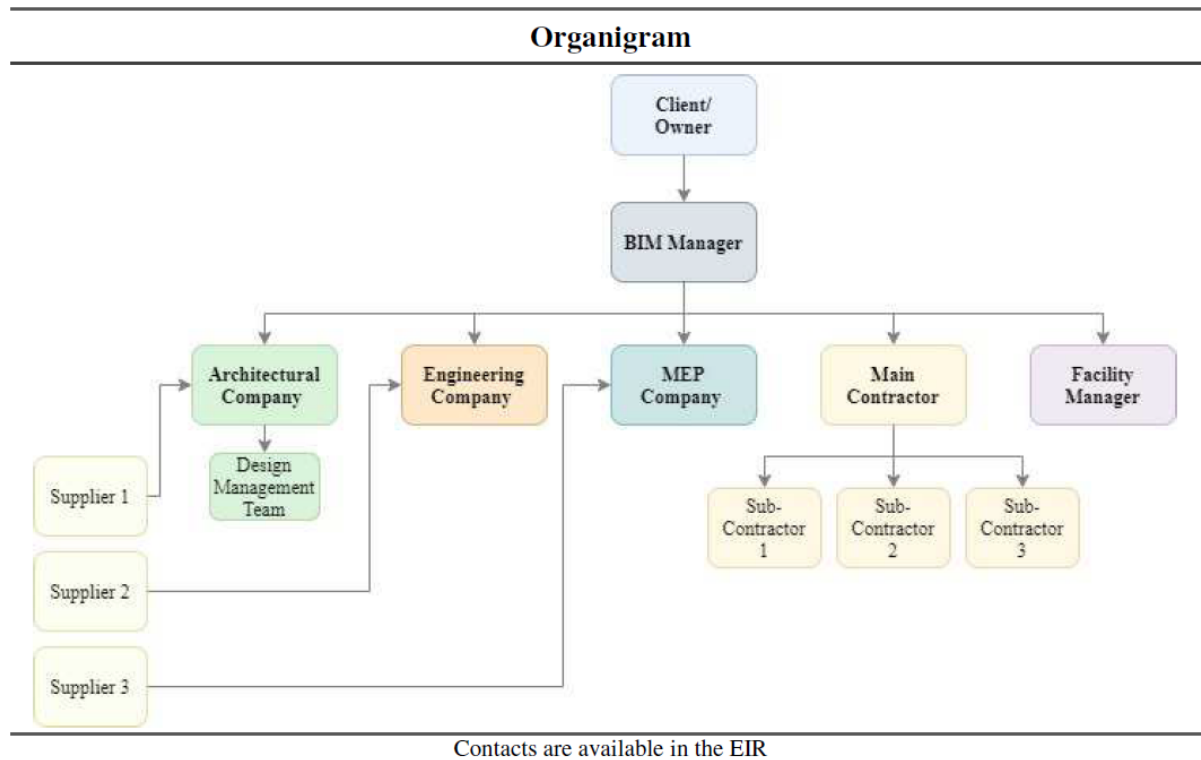 Organigram
Client/
Owner
BIM Manager
Architectural
Company
Engineering
Company
MEP
Company
Main
Contractor
Facility
Manager
Design
Management
Team
Supplier 1
Sub-
Contractor
1
Sub-
Contractor
2
Sub-
Contractor
3
Supplier 2
Supplier 3
Contacts are available in the EIR